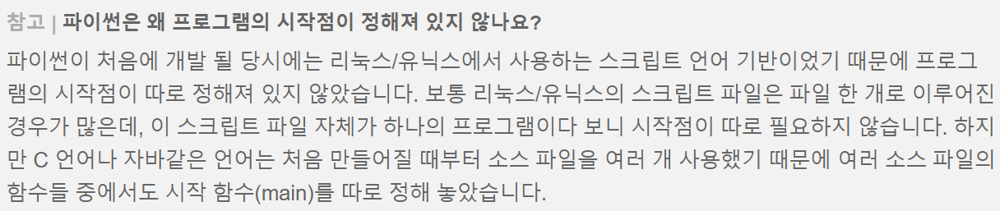 참고 | 파이썬은 왜 프로그램의 시작점이 정해져 있지 않나요?
파이썬이 처음에 개발 될 당시에는 리눅스/유닉스에서 사용하는 스크립트 언어 기반이었기 때문에 프로그
램의 시작점이 따로 정해져 있지 않았습니다. 보통 리눅스/유닉스의 스크립트 파일은 파일 한 개로 이루어진
경우가 많은데, 이 스크립트 파일 자체가 하나의 프로그램이다 보니 시작점이 따로 필요하지 않습니다. 하지
만 C 언어나 자바같은 언어는 처음 만들어질 때부터 소스 파일을 여러 개 사용했기 때문에 여러 소스 파일의
함수들 중에서도 시작 함수(main)를 따로 정해 놓았습니다.